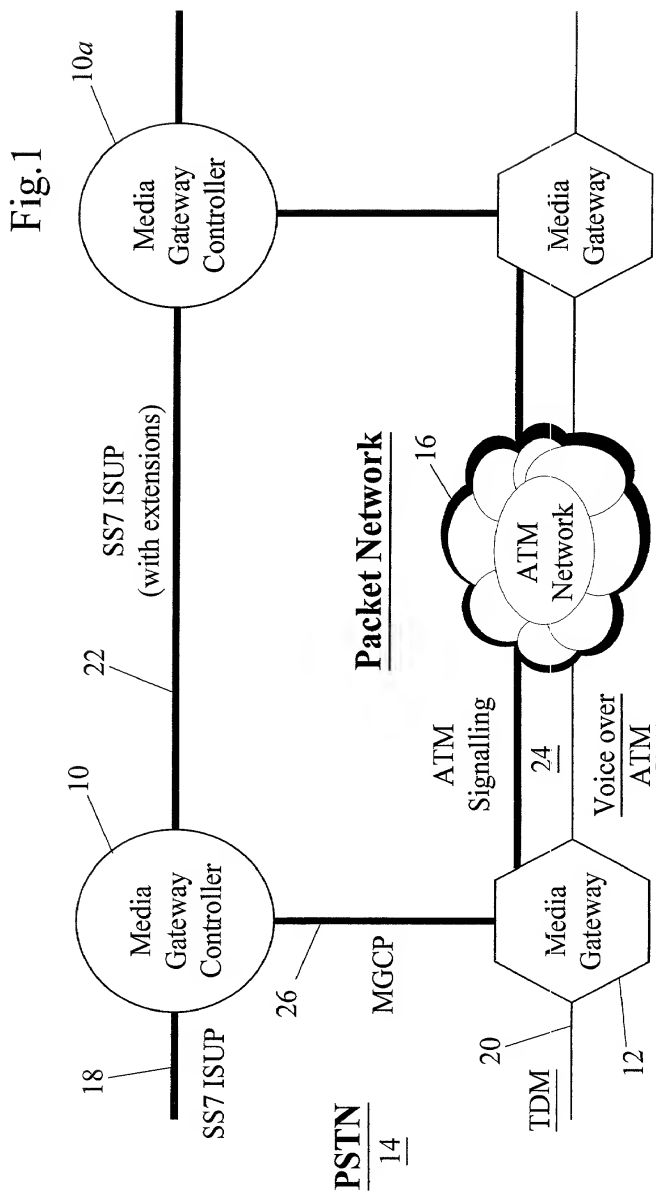 Fig.1
10a
Media
Gateway
Controller
SS7 ISUP
(with extensions)
22
10
Media
Gateway
Controller
18
SS7 ISUP
26
MGCP
PSTN
14
Packet Network
16
ATM
Network
ATM
Signalling
24
Voice over
ATM
Media
Gateway
Media
Gateway
20
TDM
12